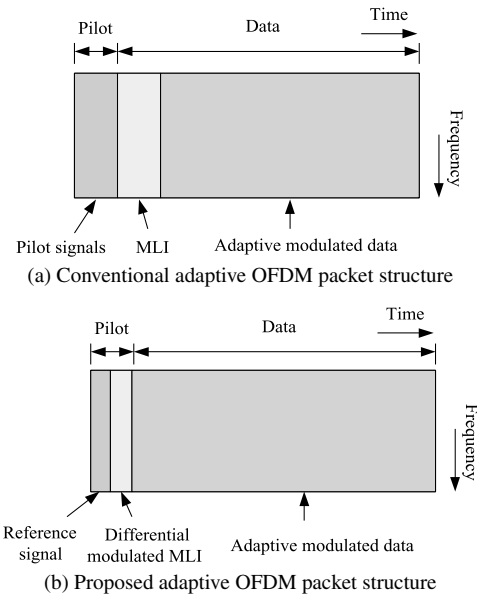 Pilot
Data
Time
Frequency
Pilot signals
MLI
Adaptive modulated data
(a) Conventional adaptive OFDM packet structure
Pilot
Data
Time
Frequency
Reference
signal
Differential
modulated MLI
Adaptive modulated data
(b) Proposed adaptive OFDM packet structure